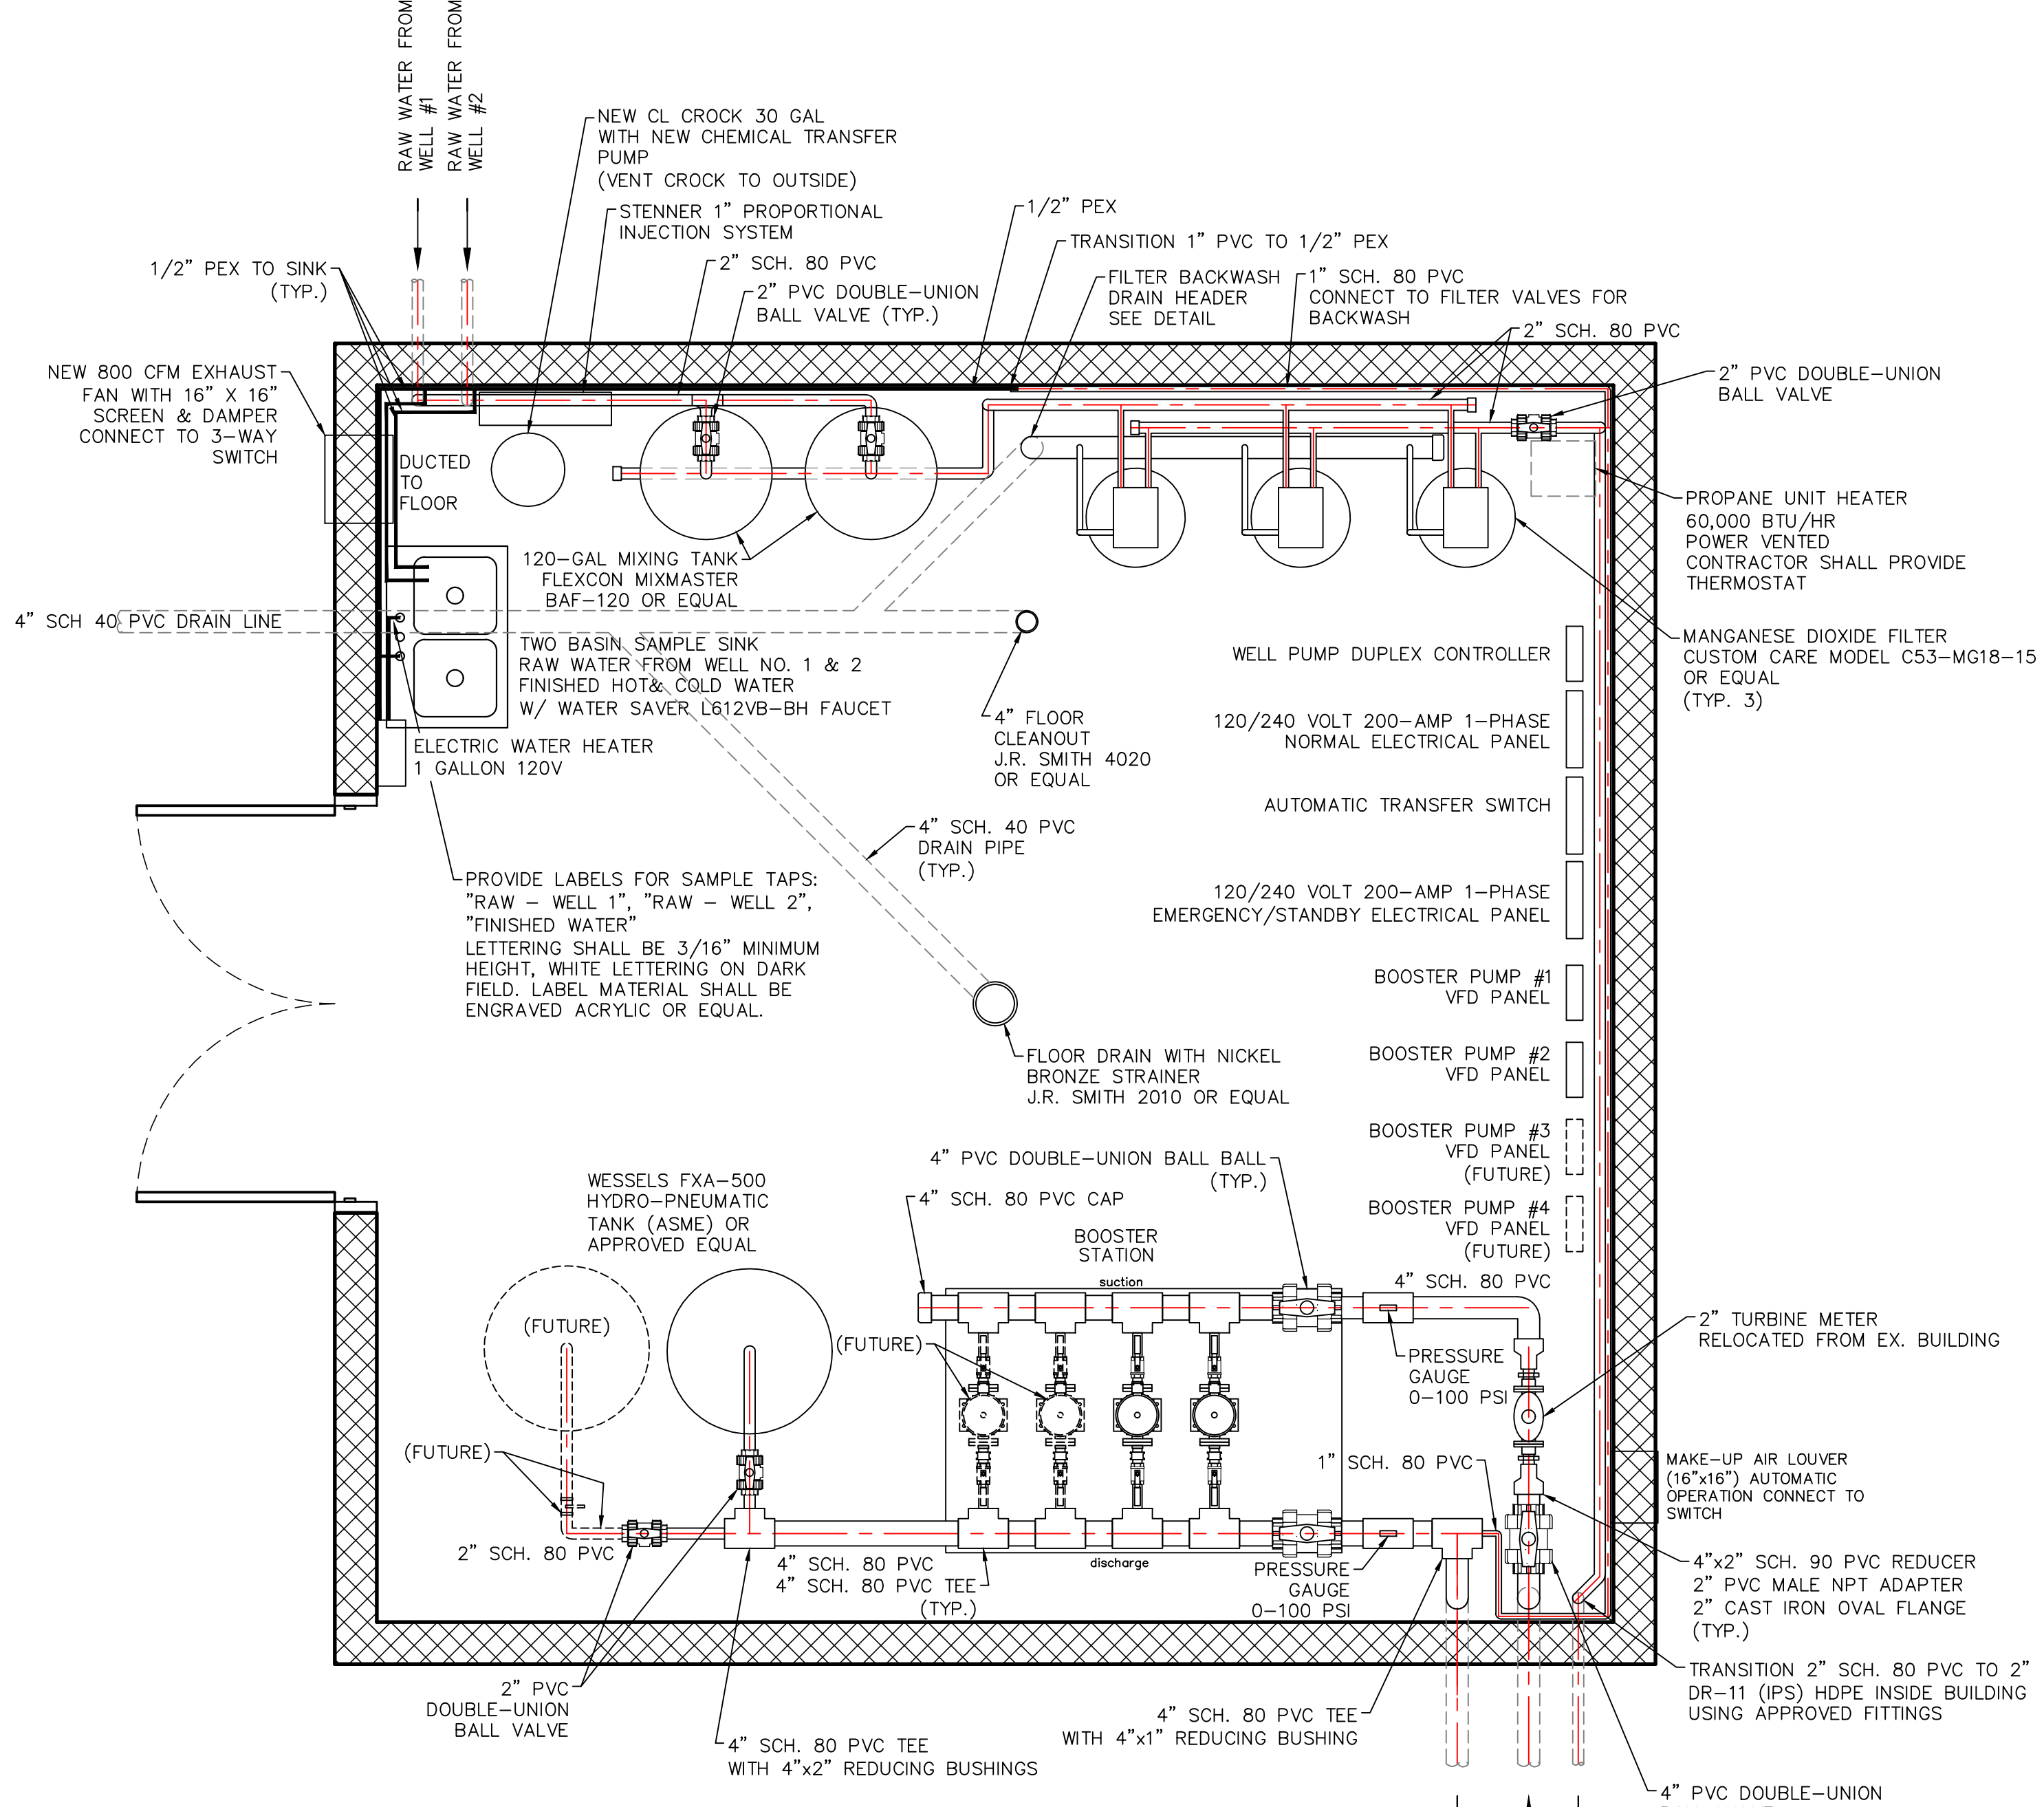 RAW WATER FROM
WELL #1
RAW WATER FROM
WELL #2
NEW CL CROCK 30 GAL
WITH NEW CHEMICAL TRANSFER
PUMP
(VENT CROCK TO OUTSIDE)
STENNER 1” PROPORTIONAL
INJECTION SYSTEM
2” SCH. 80 PVC
2” PVC DOUBLE-UNION
BALL VALVE (TYP.)
1/2” PEX
TRANSITION 1” PVC TO 1/2” PEX
FILTER BACKWASH
DRAIN HEADER
SEE DETAIL
1” SCH. 80 PVC
CONNECT TO FILTER VALVES FOR
BACKWASH
2” SCH. 80 PVC
1/2” PEX TO SINK
(TYP.)
NEW 800 CFM EXHAUST
FAN WITH 16” X 16”
SCREEN & DAMPER
CONNECT TO 3-WAY
SWITCH
2” PVC DOUBLE-UNION
BALL VALVE
DUCTED
TO
FLOOR
PROPANE UNIT HEATER
60,000 BTU/HR
POWER VENTED
CONTRACTOR SHALL PROVIDE
THERMOSTAT
120-GAL MIXING TANK
FLEXCON MIXMASTER
BAF-120 OR EQUAL
4” SCH 40 PVC DRAIN LINE
TWO BASIN SAMPLE SINK
RAW WATER FROM WELL NO. 1 & 2
FINISHED HOT& COLD WATER
W/ WATER SAVER L612VB-BH FAUCET
MANGANESE DIOXIDE FILTER
CUSTOM CARE MODEL C53-MG18-15
OR EQUAL
(TYP. 3)
WELL PUMP DUPLEX CONTROLLER
4” FLOOR
CLEANOUT
J.R. SMITH 4020
OR EQUAL
120/240 VOLT 200-AMP 1-PHASE
NORMAL ELECTRICAL PANEL
ELECTRIC WATER HEATER
1 GALLON 120V
AUTOMATIC TRANSFER SWITCH
4” SCH. 40 PVC
DRAIN PIPE
(TYP.)
PROVIDE LABELS FOR SAMPLE TAPS:
”RAW - WELL 1”, ”RAW - WELL 2”,
”FINISHED WATER”
LETTERING SHALL BE 3/16” MINIMUM
HEIGHT, WHITE LETTERING ON DARK
FIELD. LABEL MATERIAL SHALL BE
ENGRAVED ACRYLIC OR EQUAL.
120/240 VOLT 200-AMP 1-PHASE
EMERGENCY/STANDBY ELECTRICAL PANEL
BOOSTER PUMP #1
VFD PANEL
FLOOR DRAIN WITH NICKEL
BRONZE STRAINER
J.R. SMITH 2010 OR EQUAL
BOOSTER PUMP #2
VFD PANEL
BOOSTER PUMP #3
VFD PANEL
(FUTURE)
BOOSTER PUMP #4
VFD PANEL
(FUTURE)
4” PVC DOUBLE-UNION BALL BALL
(TYP.)
4” SCH. 80 PVC CAP
WESSELS FXA-500
HYDRO-PNEUMATIC
TANK (ASME) OR
APPROVED EQUAL
BOOSTER
STATION
suction
4” SCH. 80 PVC
(FUTURE)
(FUTURE)
PRESSURE
GAUGE
0-100 PSI
2” TURBINE METER
RELOCATED FROM EX. BUILDING
(FUTURE)
1” SCH. 80 PVC
MAKE-UP AIR LOUVER
(16”x16”) AUTOMATIC
OPERATION CONNECT TO
SWITCH
2” SCH. 80 PVC
4” SCH. 80 PVC
4” SCH. 80 PVC TEE
(TYP.)
discharge
PRESSURE
GAUGE
0-100 PSI
4”x2” SCH. 90 PVC REDUCER
2” PVC MALE NPT ADAPTER
2” CAST IRON OVAL FLANGE
(TYP.)
TRANSITION 2” SCH. 80 PVC TO 2”
DR-11 (IPS) HDPE INSIDE BUILDING
USING APPROVED FITTINGS
2” PVC
DOUBLE-UNION
BALL VALVE
4” SCH. 80 PVC TEE
WITH 4”x2” REDUCING BUSHINGS
4” SCH. 80 PVC TEE
WITH 4”x1” REDUCING BUSHING
4” PVC DOUBLE-UNION